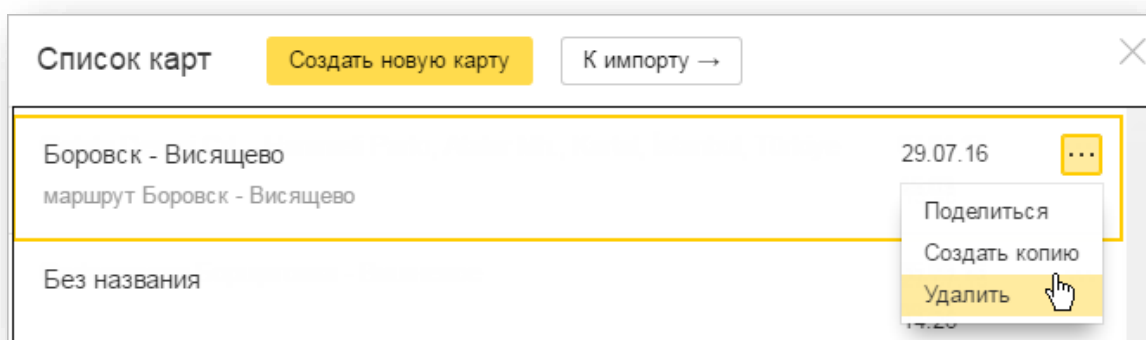 Список карт
Создать новую карту
К импорту →
Боровск - Висящево
29.07.16
...
маршрут Боровск - Висящево
Поделиться
Создать копию
Удалить
Без названия